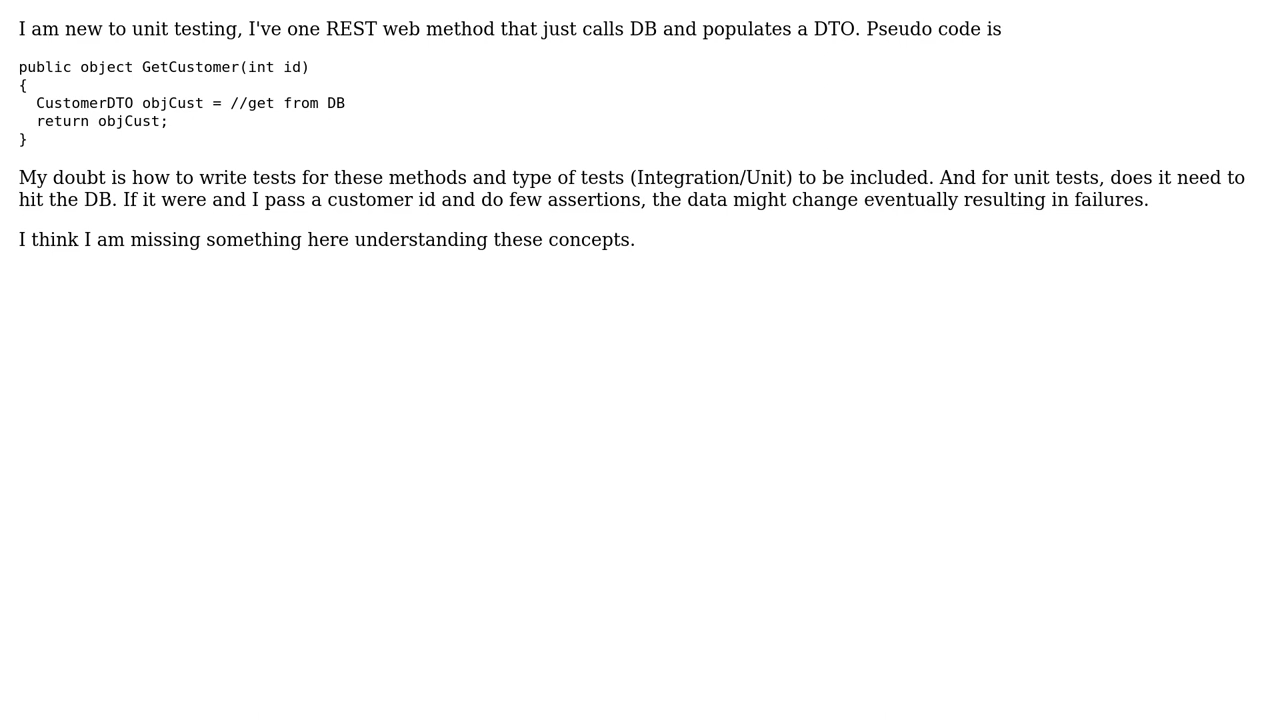 I am new to unit testing, I've one REST web method that just calls DB and populates a DTO. Pseudo code is
public object GetCustomer(int id)
{
  CustomerDTO objCust = //get from DB
  return objCust;
}
My doubt is how to write tests for these methods and type of tests (Integration/Unit) to be included. And for unit tests, does it need to
hit the DB. If it were and I pass a customer id and do few assertions, the data might change eventually resulting in failures.
I think I am missing something here understanding these concepts.